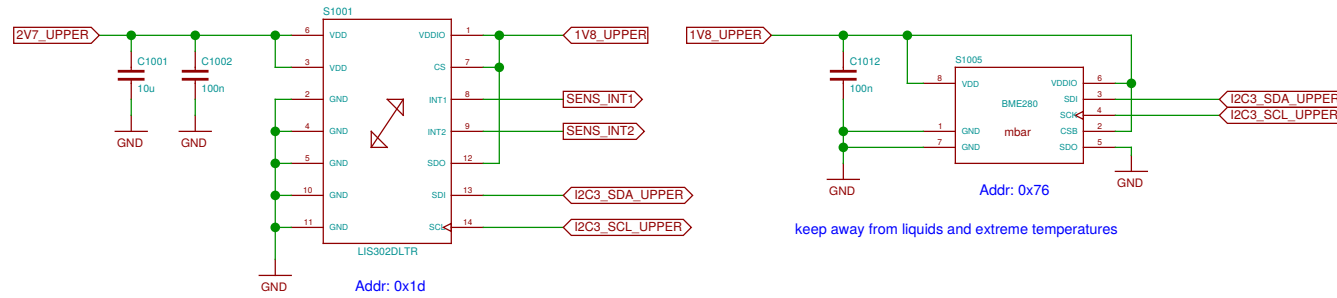 S1001
2V7_UPPER
6
VDD
VDDIO
1
1V8_UPPER
C1001
10u
C1002
100n
3
VDD
CS
7
2
GND
INT1
8
SENS_INT1
4
GND
INT2
9
SENS_INT2
5
GND
SDO
12
10
GND
SDI
13
I2C3_SDA_UPPER
11
GND
SCL
14
I2C3_SCL_UPPER
GND
GND
GND
LIS302DLTR
Addr: 0x1d
1V8_UPPER
C1012
100n
S1005
8
VDD
VDDIO
6
BME280
SDI
3
I2C3_SDA_UPPER
SCK
4
I2C3_SCL_UPPER
1
GND
mbar
CSB
2
7
GND
SDO
5
GND
GND
Addr: 0x76
keep away from liquids and extreme temperatures